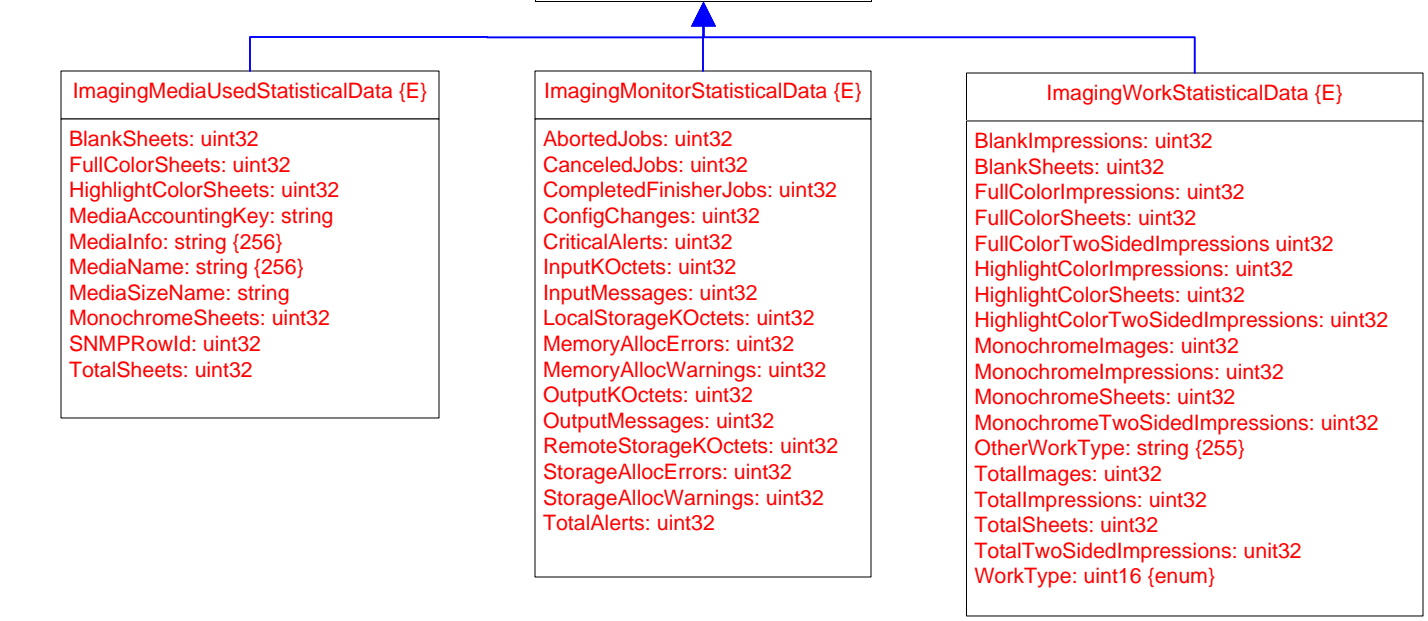 ImagingMediaUsedStatisticalData {E}
BlankSheets: uint32
FullColorSheets: uint32
HighlightColorSheets: uint32
MediaAccountingKey: string
MediaInfo: string {256}
MediaName: string {256}
MediaSizeName: string
MonochromeSheets: uint32
SNMPRowId: uint32
TotalSheets: uint32
ImagingMonitorStatisticalData {E}
AbortedJobs: uint32
CanceledJobs: uint32
CompletedFinisherJobs: uint32
ConfigChanges: uint32
CriticalAlerts: uint32
InputKOctets: uint32
InputMessages: uint32
LocalStorageKOctets: uint32
MemoryAllocErrors: uint32
MemoryAllocWarnings: uint32
OutputKOctets: uint32
OutputMessages: uint32
RemoteStorageKOctets: uint32
StorageAllocErrors: uint32
StorageAllocWarnings: uint32
TotalAlerts: uint32
ImagingWorkStatisticalData {E}
BlankImpressions: uint32
BlankSheets: uint32
FullColorImpressions: uint32
FullColorSheets: uint32
FullColorTwoSidedImpressions uint32
HighlightColorImpressions: uint32
HighlightColorSheets: uint32
HighlightColorTwoSidedImpressions: uint32
MonochromeImages: uint32
MonochromeImpressions: uint32
MonochromeSheets: uint32
MonochromeTwoSidedImpressions: uint32
OtherWorkType: string {255}
TotalImages: uint32
TotalImpressions: uint32
TotalSheets: uint32
TotalTwoSidedImpressions: unit32
WorkType: uint16 {enum}